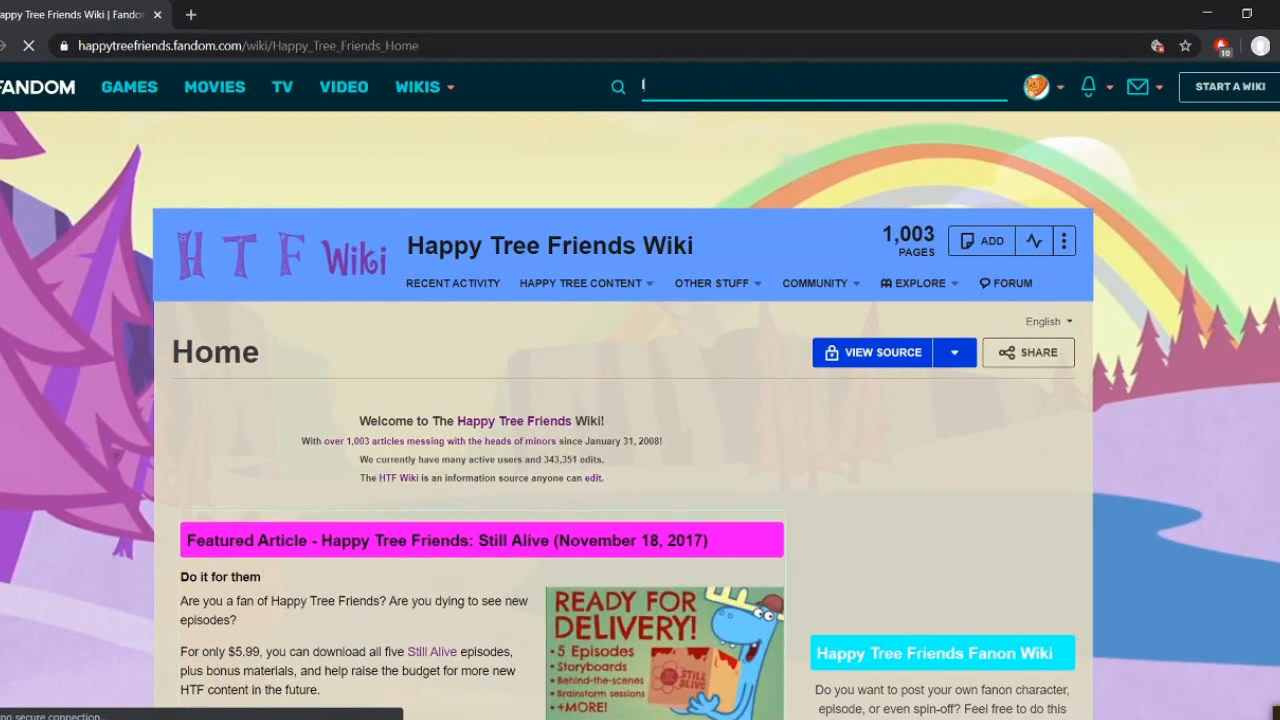 appy Tree Friends Wiki | Fandom
happytreefriends.fandom.com/wiki/Happy_Tree_Friends_Home
10
FANDOM GAMES MOVIES TV VIDEO WIKIS START A WIKI
HTF Wiki Happy Tree Friends Wiki 1,003 PAGES ADD
RECENT ACTIVITY HAPPY TREE CONTENT OTHER STUFF COMMUNITY EXPLORE FORUM
English
Home VIEW SOURCE SHARE
Welcome to The Happy Tree Friends Wiki!
With over 1,003 articles messing with the heads of minors since January 31, 2008!
We currently have many active users and 343,351 edits.
The HTF Wiki is an information source anyone can edit.
Featured Article - Happy Tree Friends: Still Alive (November 18, 2017)
Do it for them
Are you a fan of Happy Tree Friends? Are you dying to see new
episodes?
For only $5.99, you can download all five Still Alive episodes,
plus bonus materials, and help raise the budget for more new
HTF content in the future.
READY FOR
DELIVERY!
• 5 Episodes
• Storyboards
• Behind-the-scenes
• Brainstorm sessions
• +MORE!
STILL
ALIVE
Happy Tree Friends Fanon Wiki
Do you want to post your own fanon character,
episode, or even spin-off? Feel free to do this
ng secure connection...